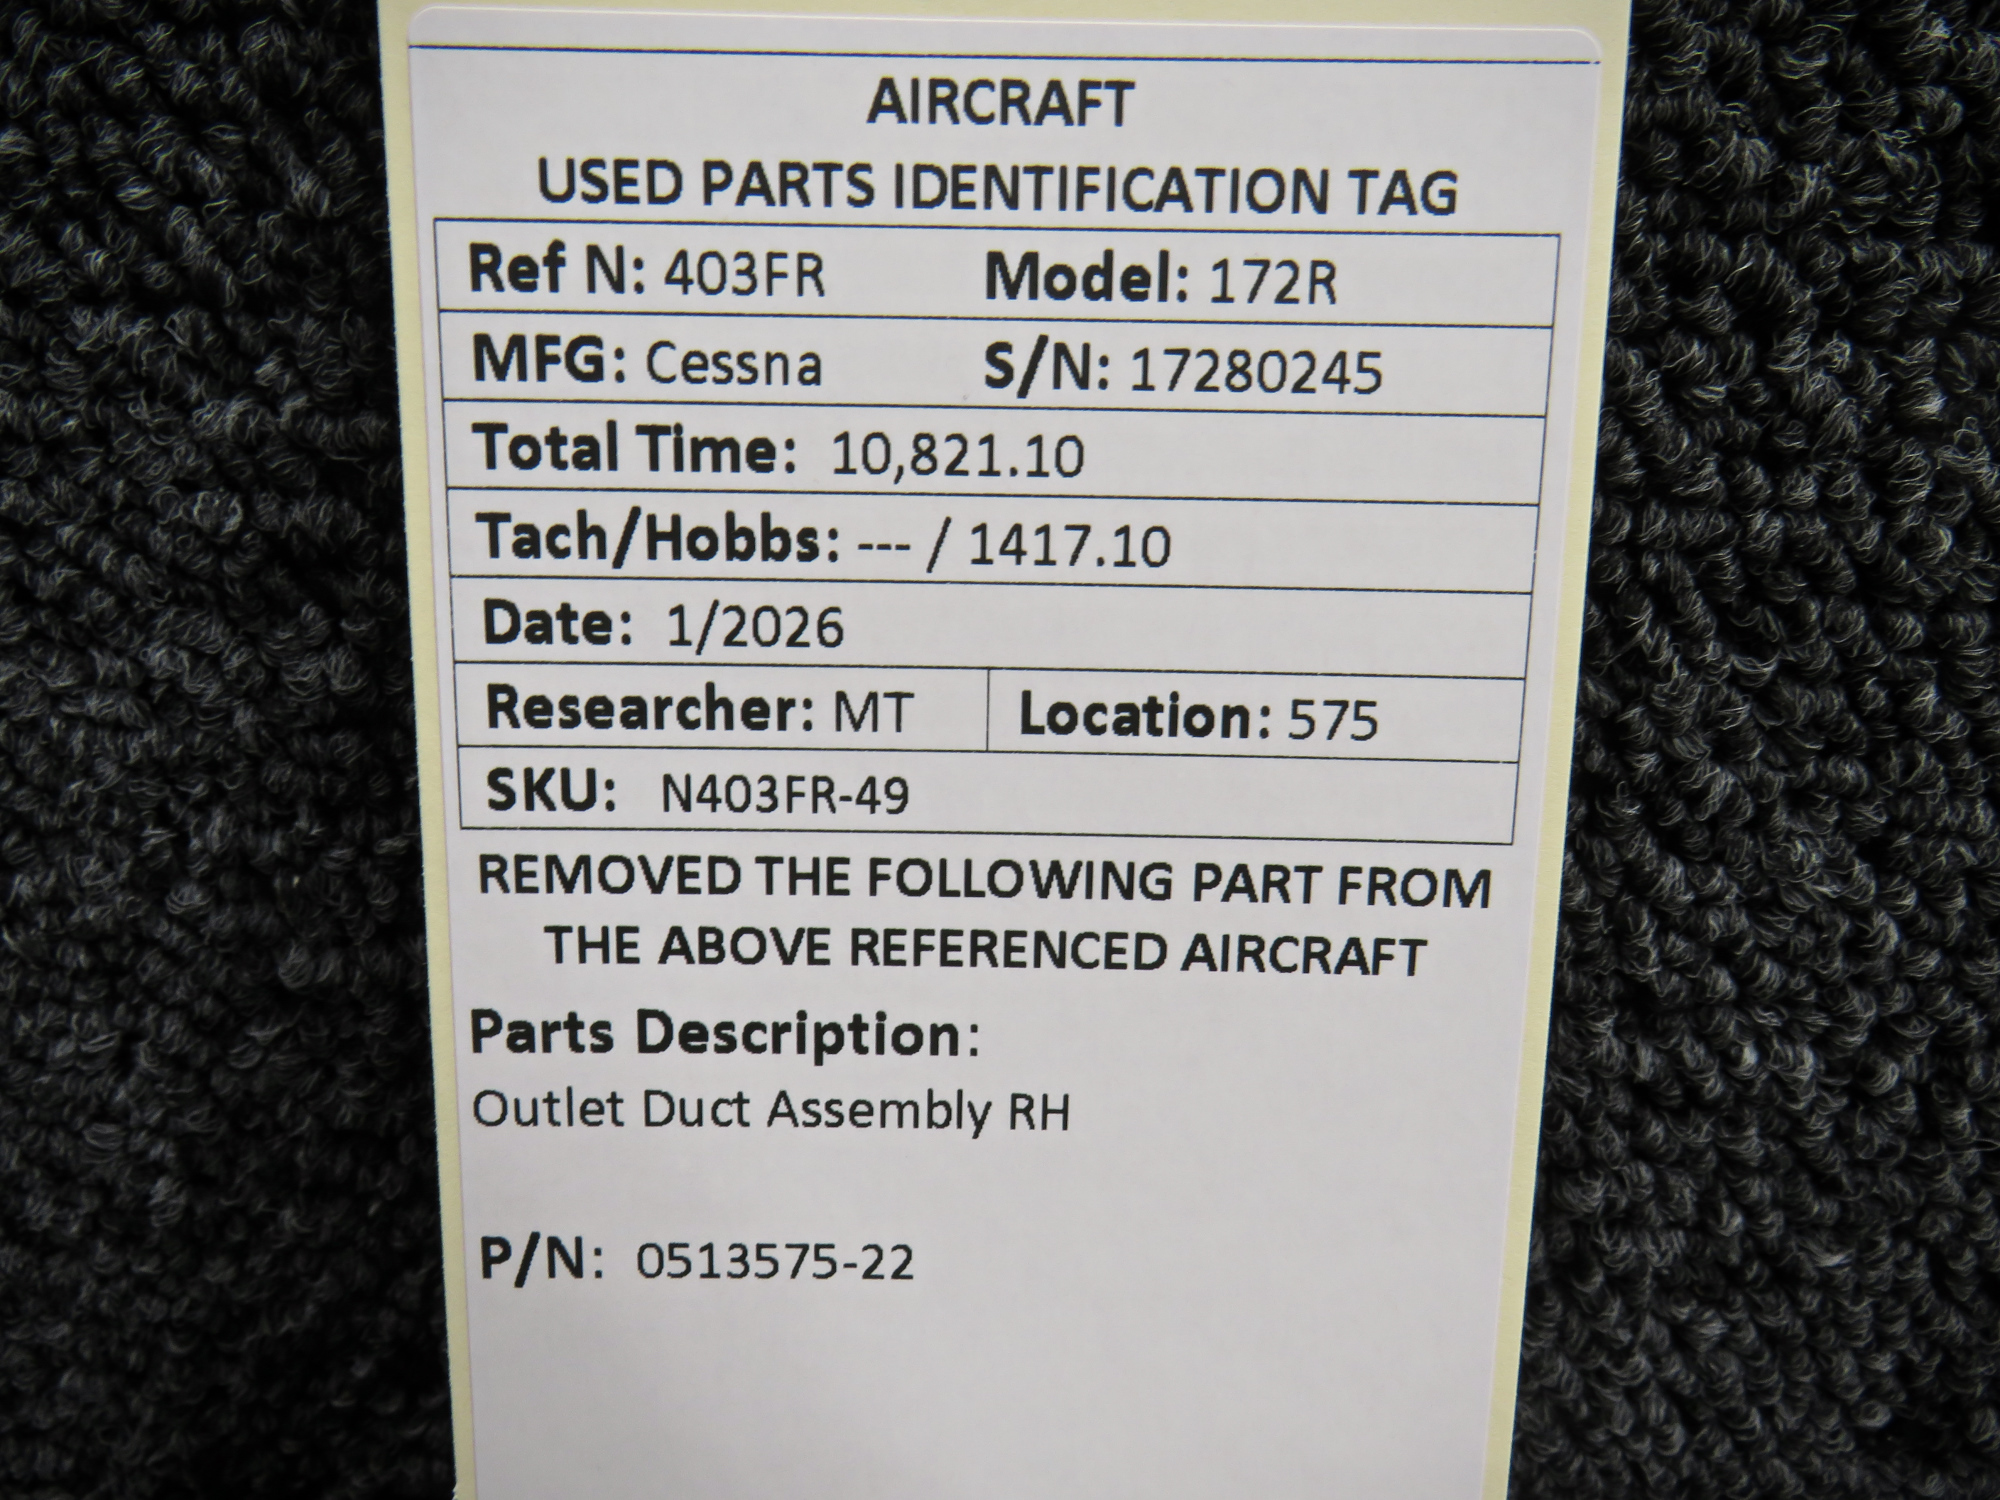 AIRCRAFT
USED PARTS IDENTIFICATION TAG
Ref N: 403FR Model: 172R
MFG: Cessna S/N: 17280245
Total Time: 10,821.10
Tach/Hobbs: --- / 1417.10
Date: 1/2026
Researcher: MT Location: 575
SKU: N403FR-49
REMOVED THE FOLLOWING PART FROM
THE ABOVE REFERENCED AIRCRAFT
Parts Description:
Outlet Duct Assembly RH
P/N: 0513575-22